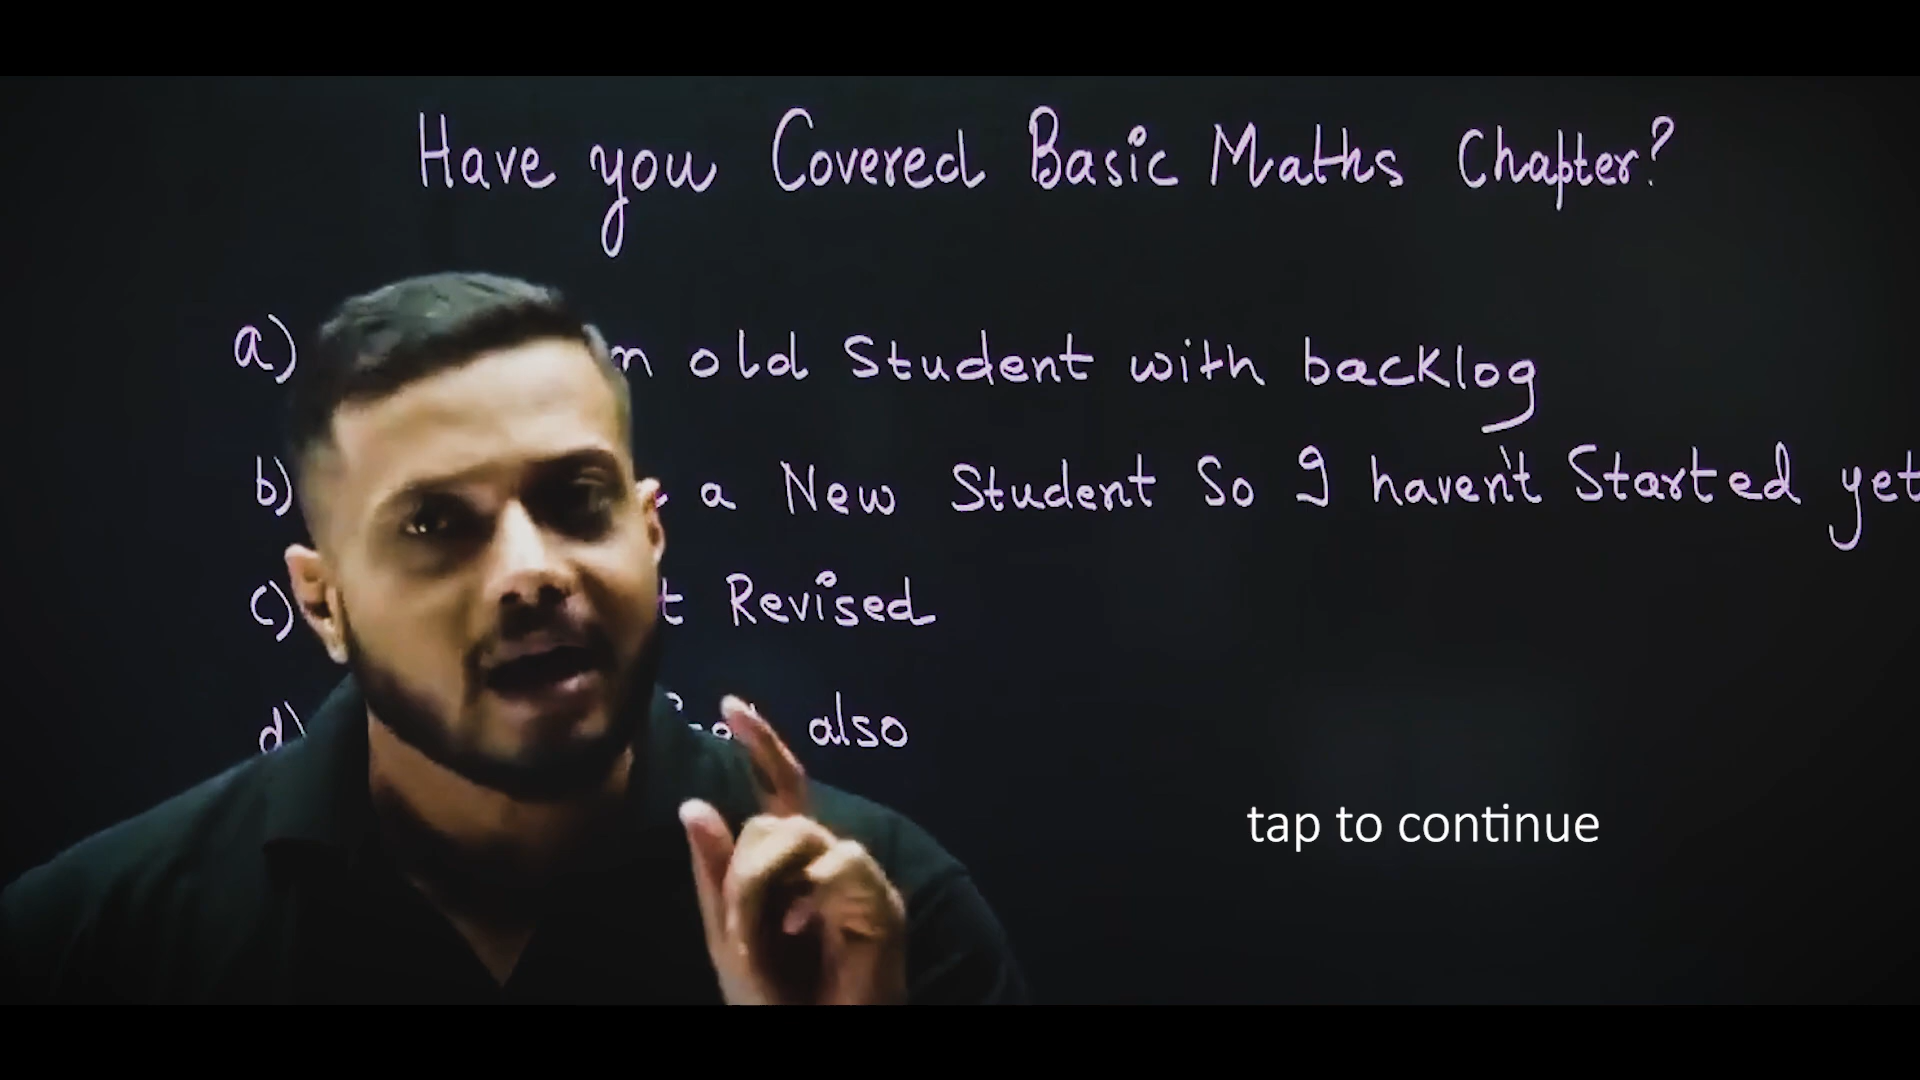 Have you Covered Basic Maths Chapter?
a) old Student with backlog
b) a New Student So I haven't Started yet
c) Revised
d) also
tap to continue